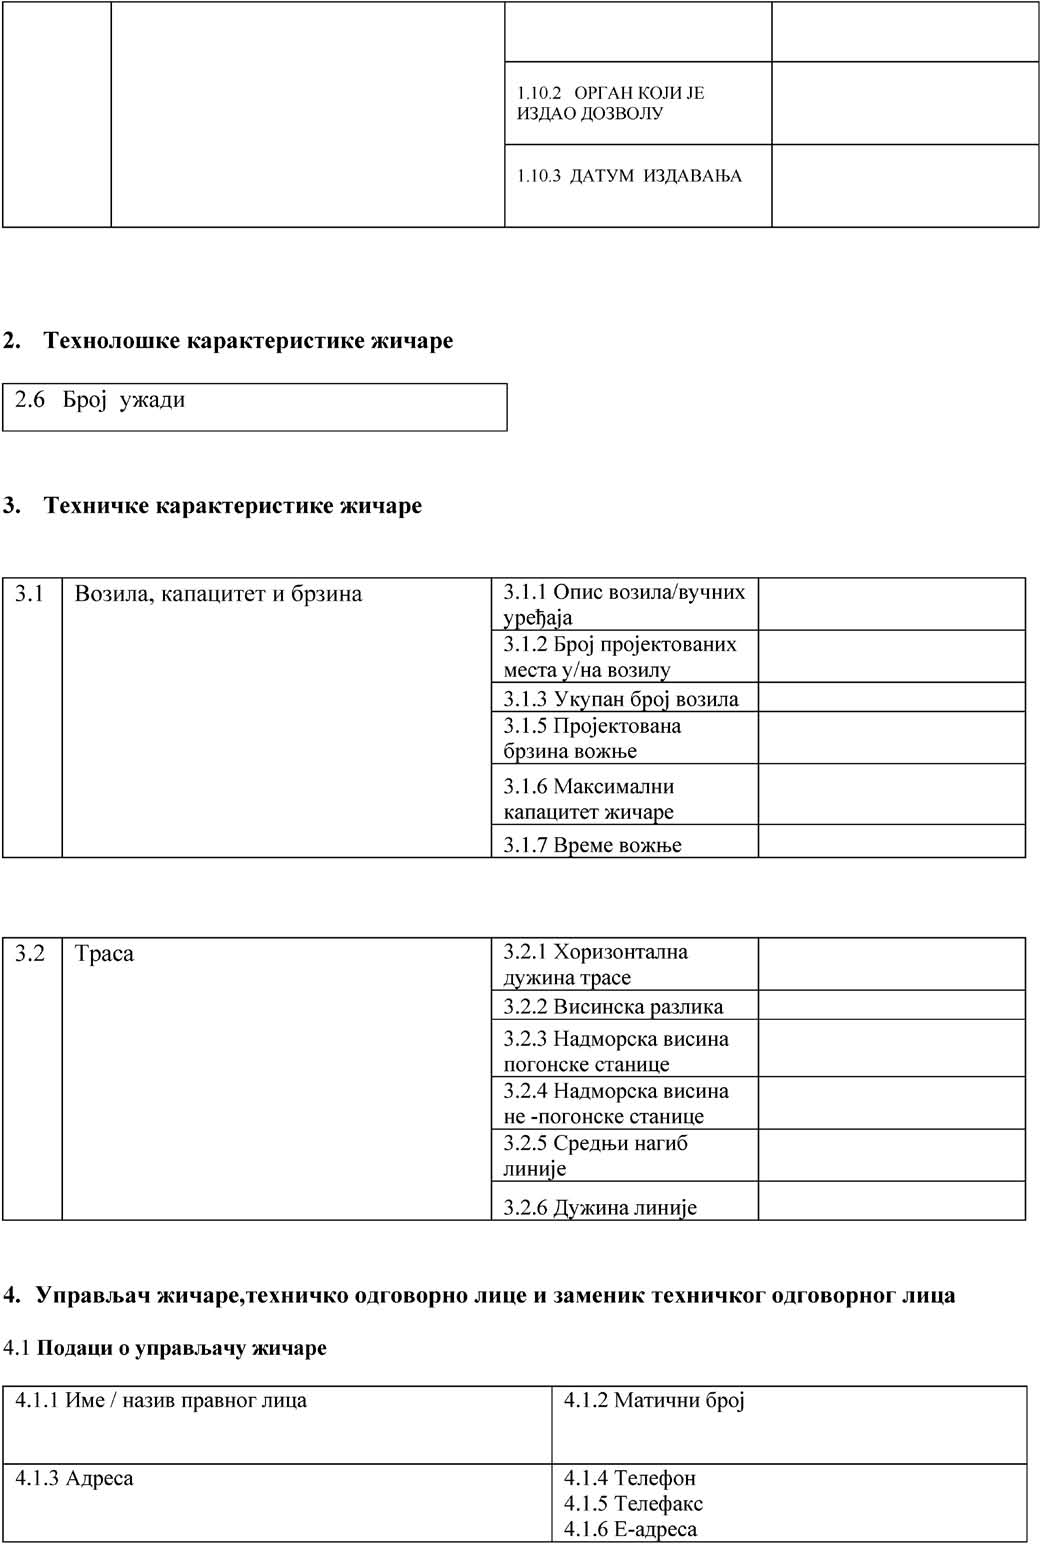 1.10.2 ОРГАН КОЈИ ЈЕ
ИЗДАО ДОЗВОЛУ
1.10.3 ДАТУМ ИЗДАВАЊА
2. Технолошке карактеристике жичаре
2.6 Број ужади
3. Техничке карактеристике жичаре
3.1 Возила, капацитет и брзина
3.1.1 Опис возила/вучних
уређаја
3.1.2 Број пројектованих
места у/на возилу
3.1.3 Укупан број возила
3.1.5 Пројектована
брзина вожње
3.1.6 Максимални
капацитет жичаре
3.1.7 Време вожње
3.2 Траса
3.2.1 Хоризонтална
дужина трасе
3.2.2 Висинска разлика
3.2.3 Надморска висина
погонске станице
3.2.4 Надморска висина
не -погонске станице
3.2.5 Средњи нагиб
линије
3.2.6 Дужина линије
4. Управљач жичаре,техничко одговорно лице и заменик техничког одговорног лица
4.1 Подаци о управљачу жичаре
4.1.1 Име / назив правног лица
4.1.2 Матични број
4.1.3 Адреса
4.1.4 Телефон
4.1.5 Телефакс
4.1.6 Е-адреса